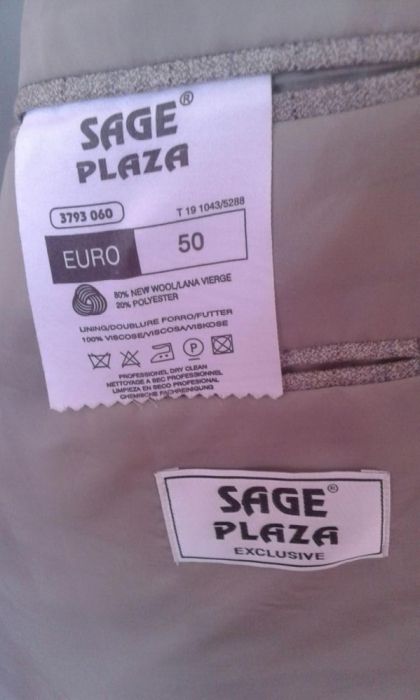 SAGE®
PLAZA
3793 060
T 19 1043/5288
EURO 50
80% NEW WOOL/LANA VIERGE
20% POLYESTER
LINING/DOUBLURE FORRO/FUTTER
100% VISCOSE/VISCOSA/VISKOSE
P
PROFESSIONEL DRY CLEAN
NETTOYAGE A SEC PROFESSIONNEL
LIMPIEZA EN SECO PROFESIONAL
CHEMISCHE FACHREINIGUNG
SAGE®
PLAZA
EXCLUSIVE